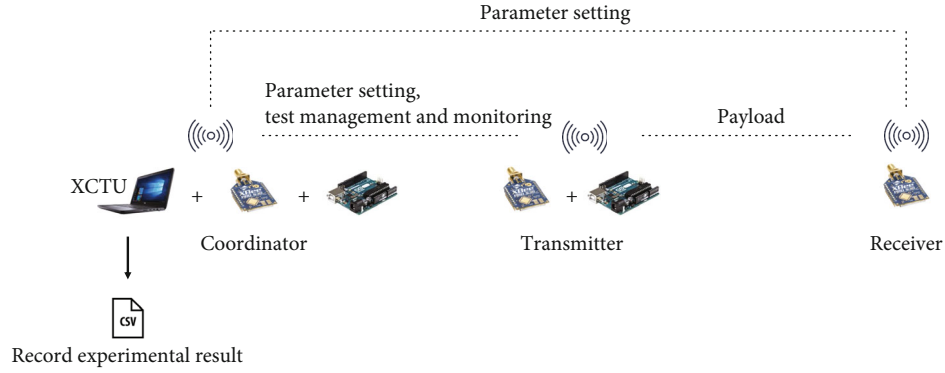 Parameter setting
Parameter setting,
test management and monitoring
Payload
XCTU
+
+
+
Coordinator
Transmitter
Receiver
CSV
Record experimental result